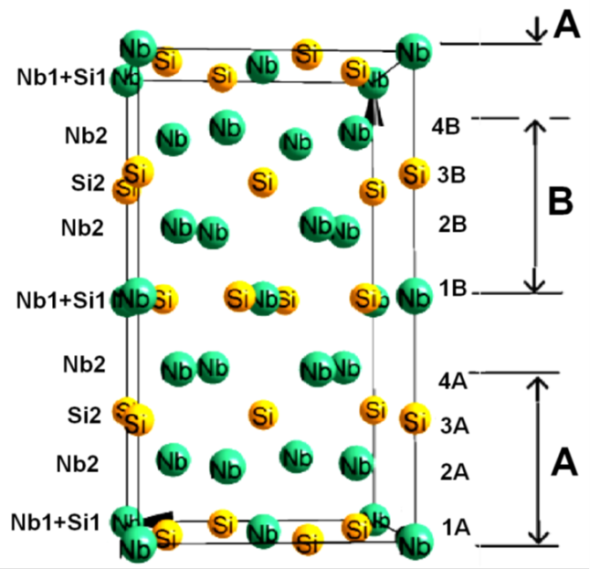 A
Nb Si Nb
Nb1+Si1 Nb Si Nb Si Nb
Si
Nb2 Nb Nb Nb Nb 4B
Si2 Si Si Si Si Si 3B
B
Nb2 Nb Nb Nb Nb 2B
Nb1+Si1 Nb Si Si Nb Si Si b Nb 1B
Nb2 Nb Nb Nb Nb 4A
Si2 Si Si Si Si Si 3A
Nb2 Nb Nb Nb Nb 2A
A
Nb1+Si1 Nb Si Si Nb Si Si Nb 1A
Nb Nb